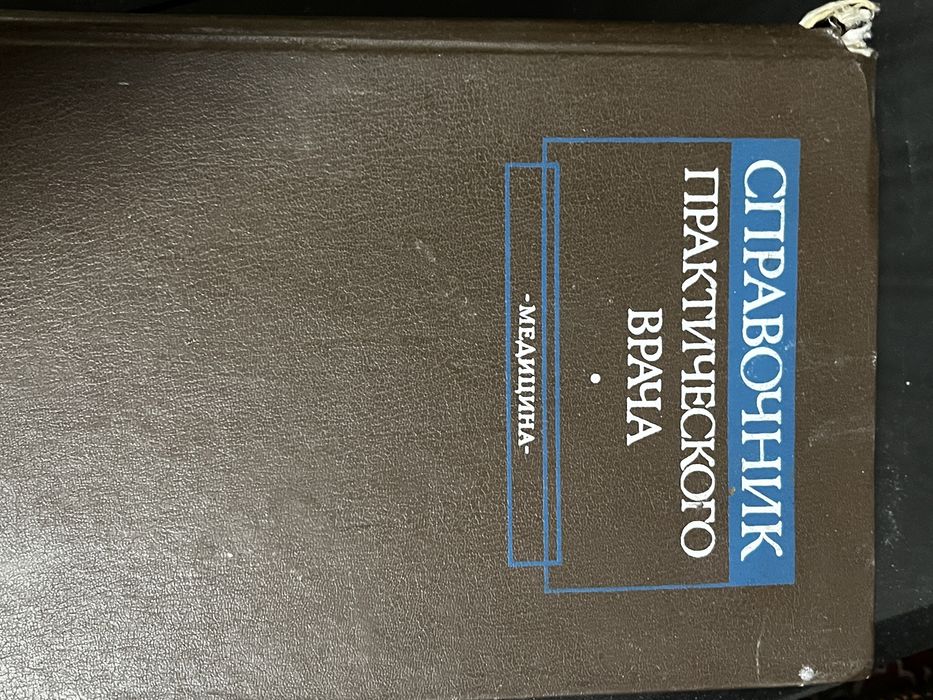 СПРАВОЧНИК
ПРАКТИЧЕСКОГО
ВРАЧА
•
-МЕДИЦИНА-